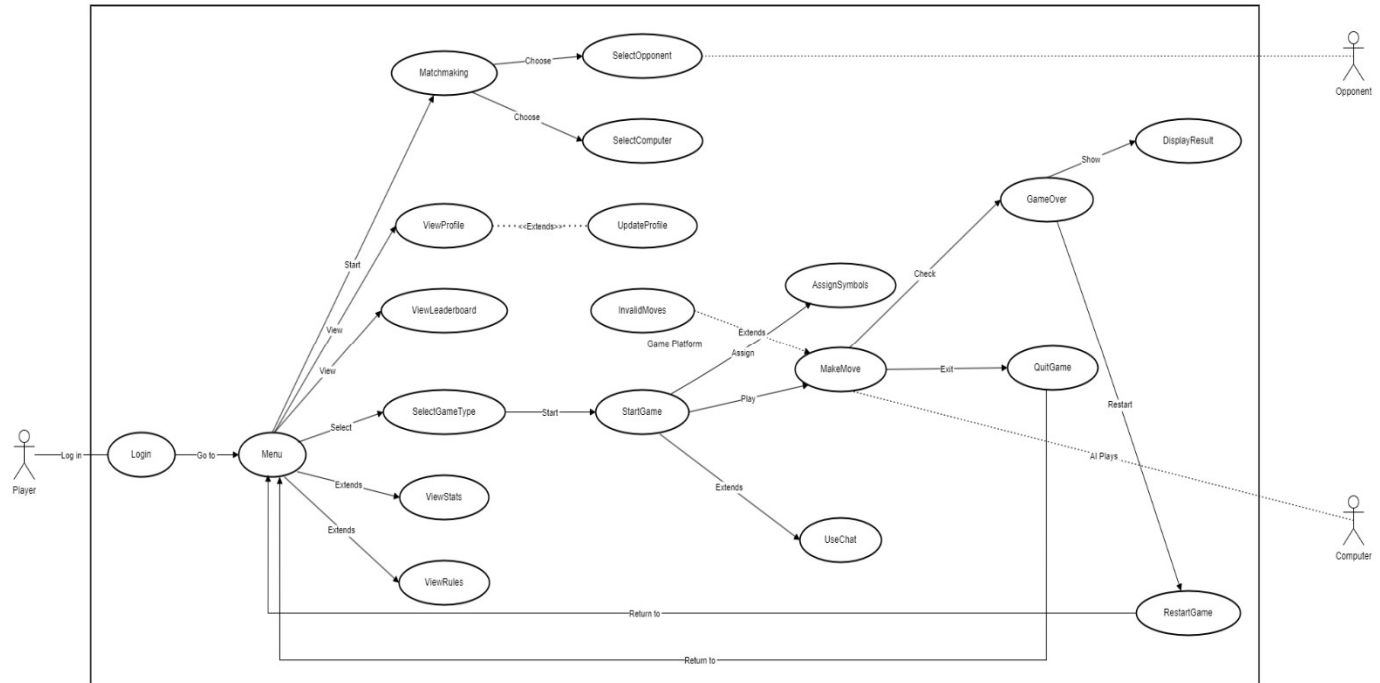 SelectOpponent
Choose
Matchmaking
Opponent
Choose
SelectComputer
DisplayResult
Show
GameOver
ViewProfile
<<Extends>>
UpdateProfile
Start
Check
AssignSymbols
ViewLeaderboard
InvalidMoves
View
Extends
Game Platform
Assign
View
MakeMove
Exit
QuitGame
Play
Restart
SelectGameType
Start
StartGame
Select
Player
Log in
Login
Go to
Menu
AI Plays
Extends
ViewStats
Extends
Extends
UseChat
Computer
ViewRules
Return to
RestartGame
Return to